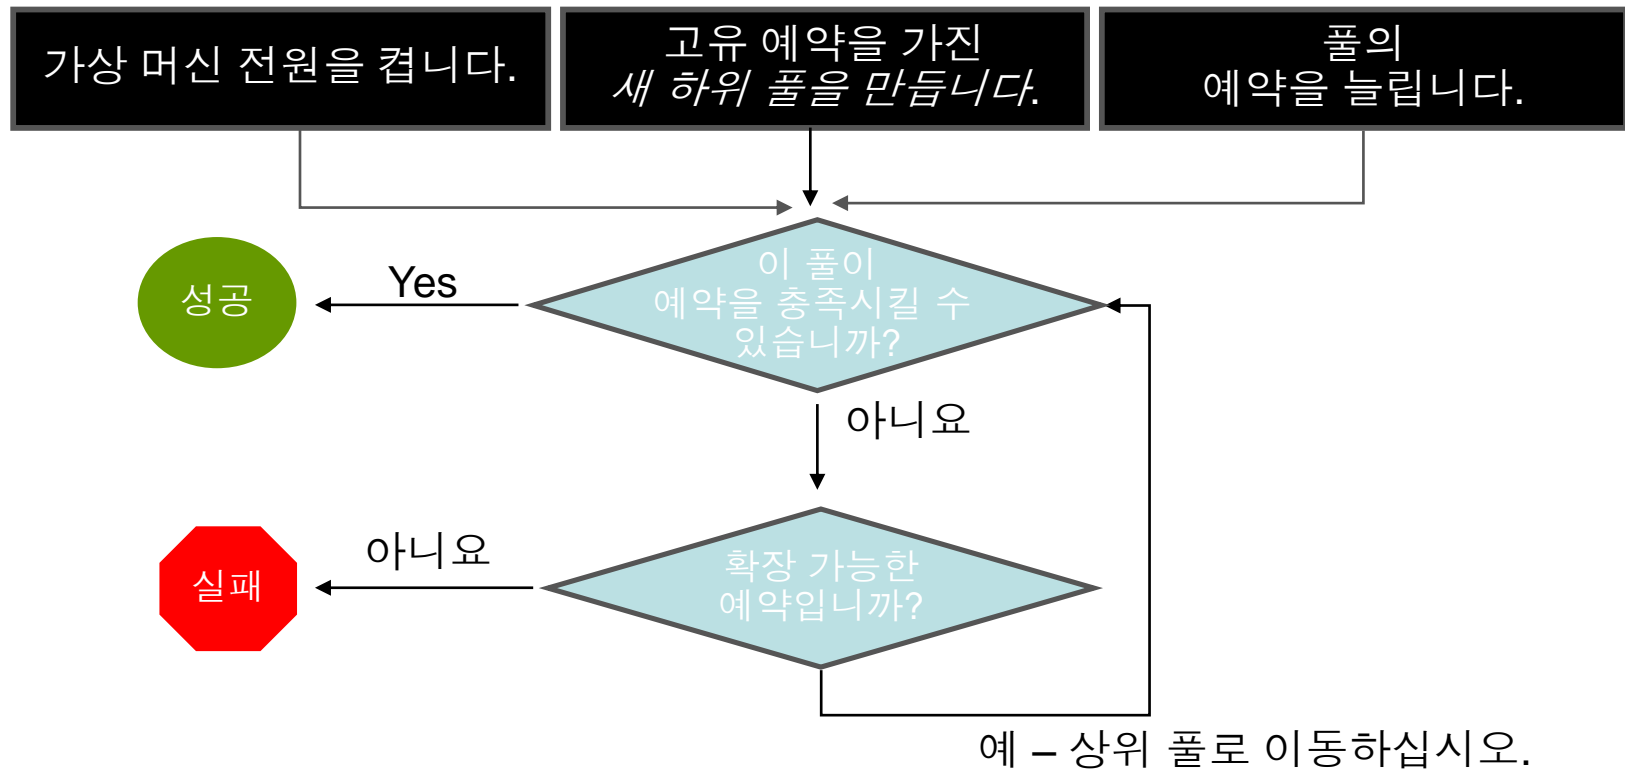 가상 머신 전원을 켭니다.
고유 예약을 가진
새 하위 풀을 만듭니다.
풀의
예약을 늘립니다.
이 풀이
예약을 충족시킬 수
있습니까?
Yes
성공
아니요
확장 가능한
예약입니까?
아니요
실패
예 – 상위 풀로 이동하십시오.